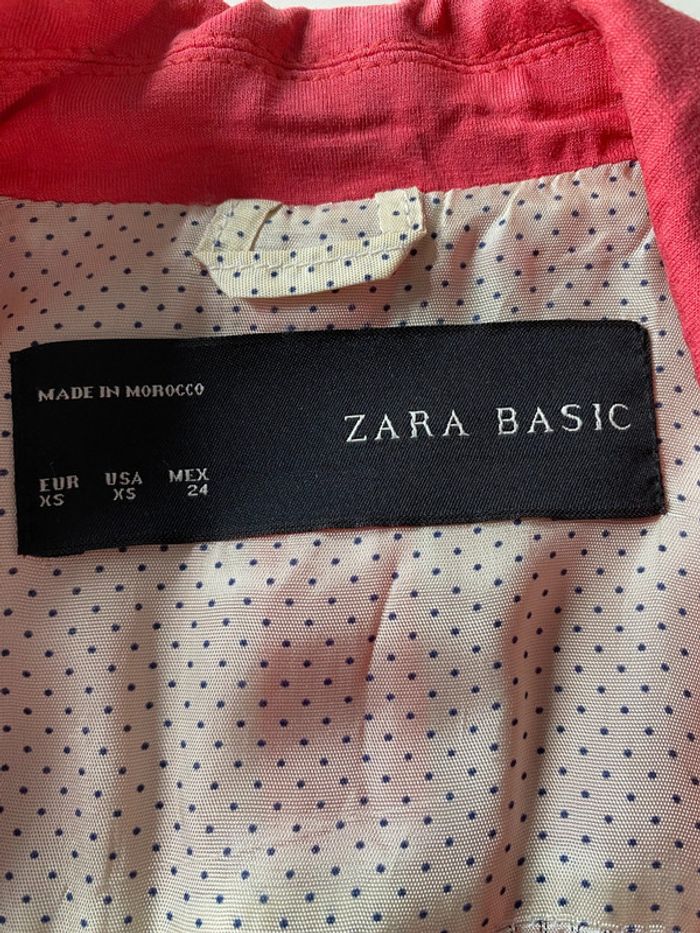 MADE IN MOROCCO
ZARA BASIC
EUR USA MEX
XS XS 24